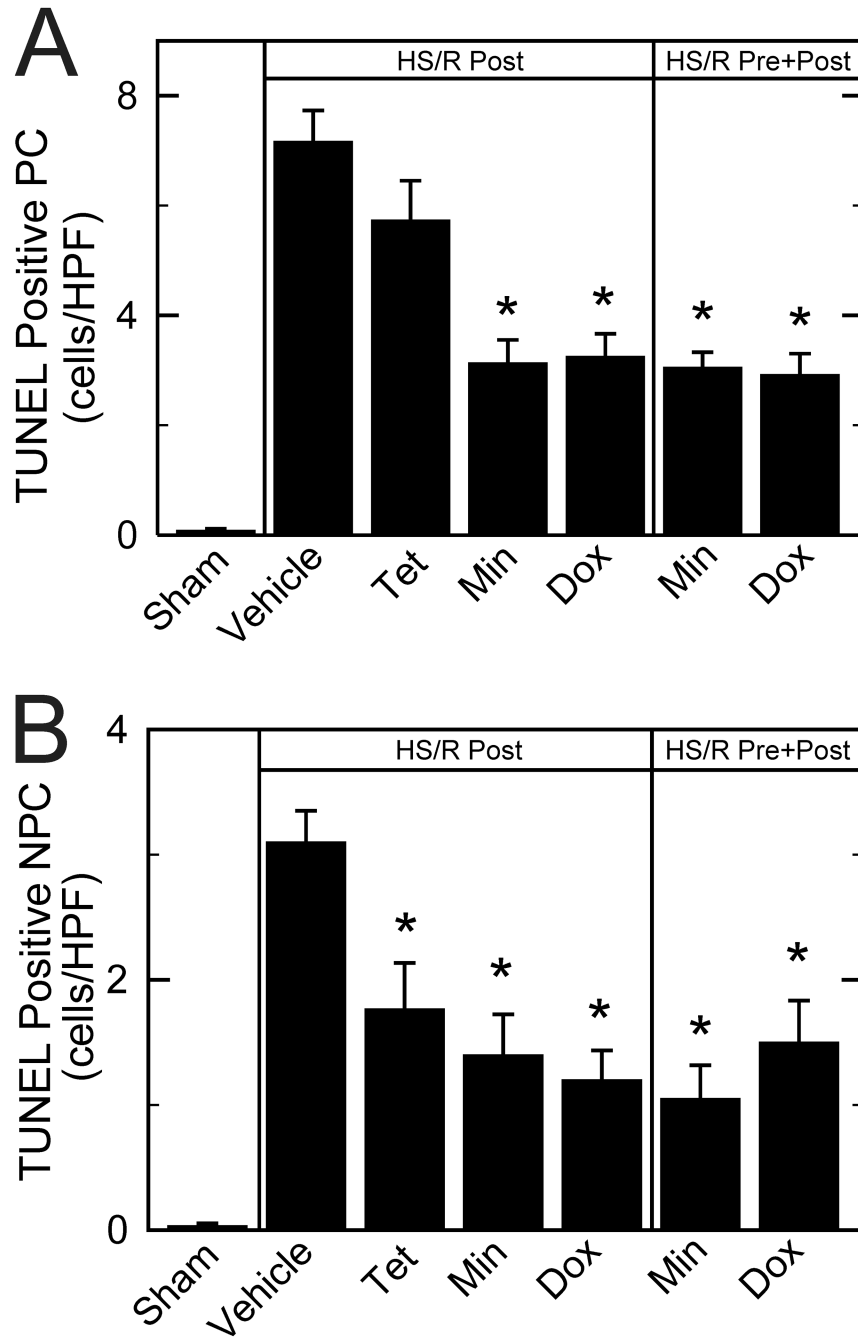 A
HS/R Post
HS/R Pre+Post
TUNEL Positive PC
(cells/HPF)
8
4
0
*
*
*
*
Sham
Vehicle
Tet
Min
Dox
Min
Dox
B
HS/R Post
HS/R Pre+Post
TUNEL Positive NPC
(cells/HPF)
4
2
0
*
*
*
*
*
Sham
Vehicle
Tet
Min
Dox
Min
Dox